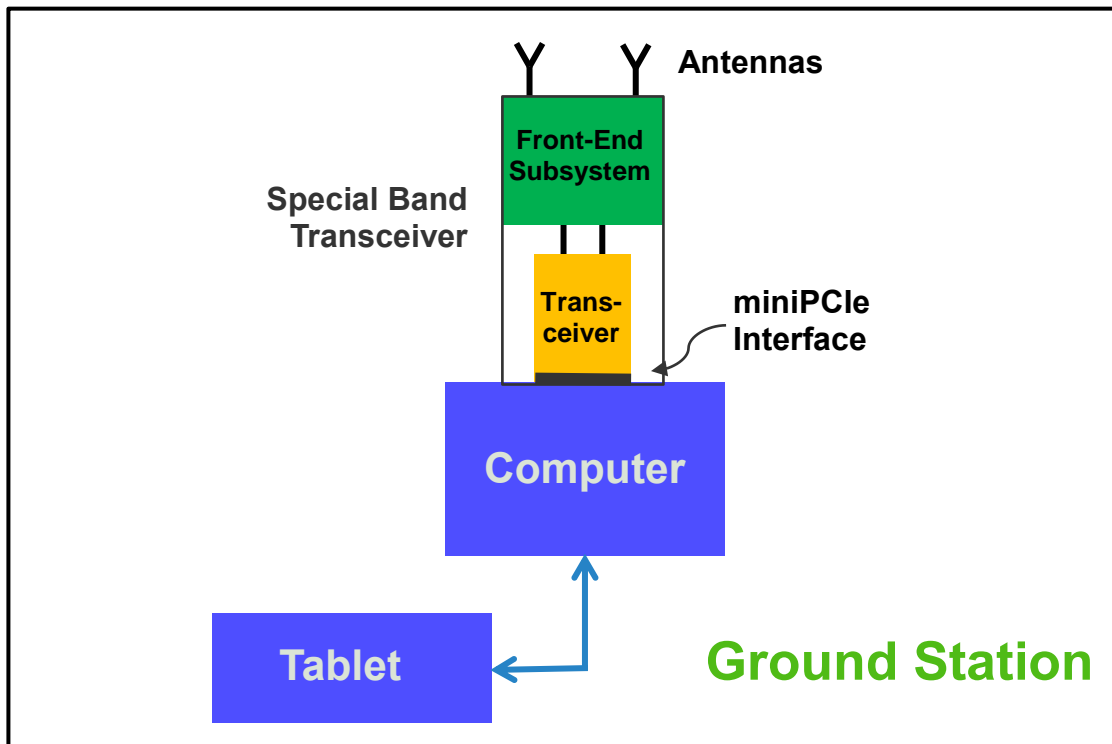 Antennas
Front-End
Subsystem
Special Band
Transceiver
Trans-
ceiver
miniPCIe
Interface
Computer
Tablet
Ground Station